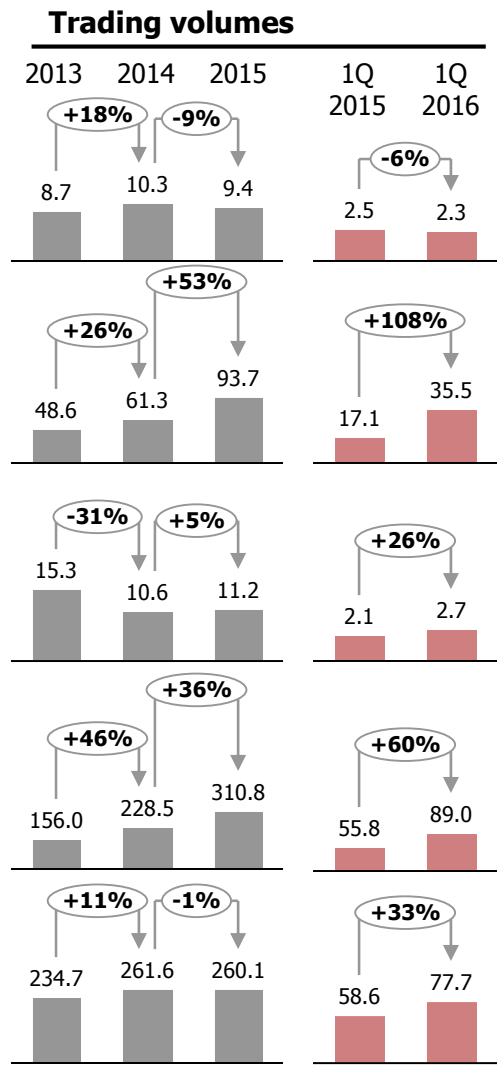 Trading volumes
2013 2014 2015 1Q 1Q
2015 2016
+18% -9%
-6%
8.7 10.3 9.4 2.5 2.3
+53%
+26% +108%
48.6 61.3 93.7 17.1 35.5
-31% +5% +26%
15.3 10.6 11.2 2.1 2.7
+36%
+46% +60%
156.0 228.5 310.8 55.8 89.0
+11% -1% +33%
234.7 261.6 260.1 58.6 77.7